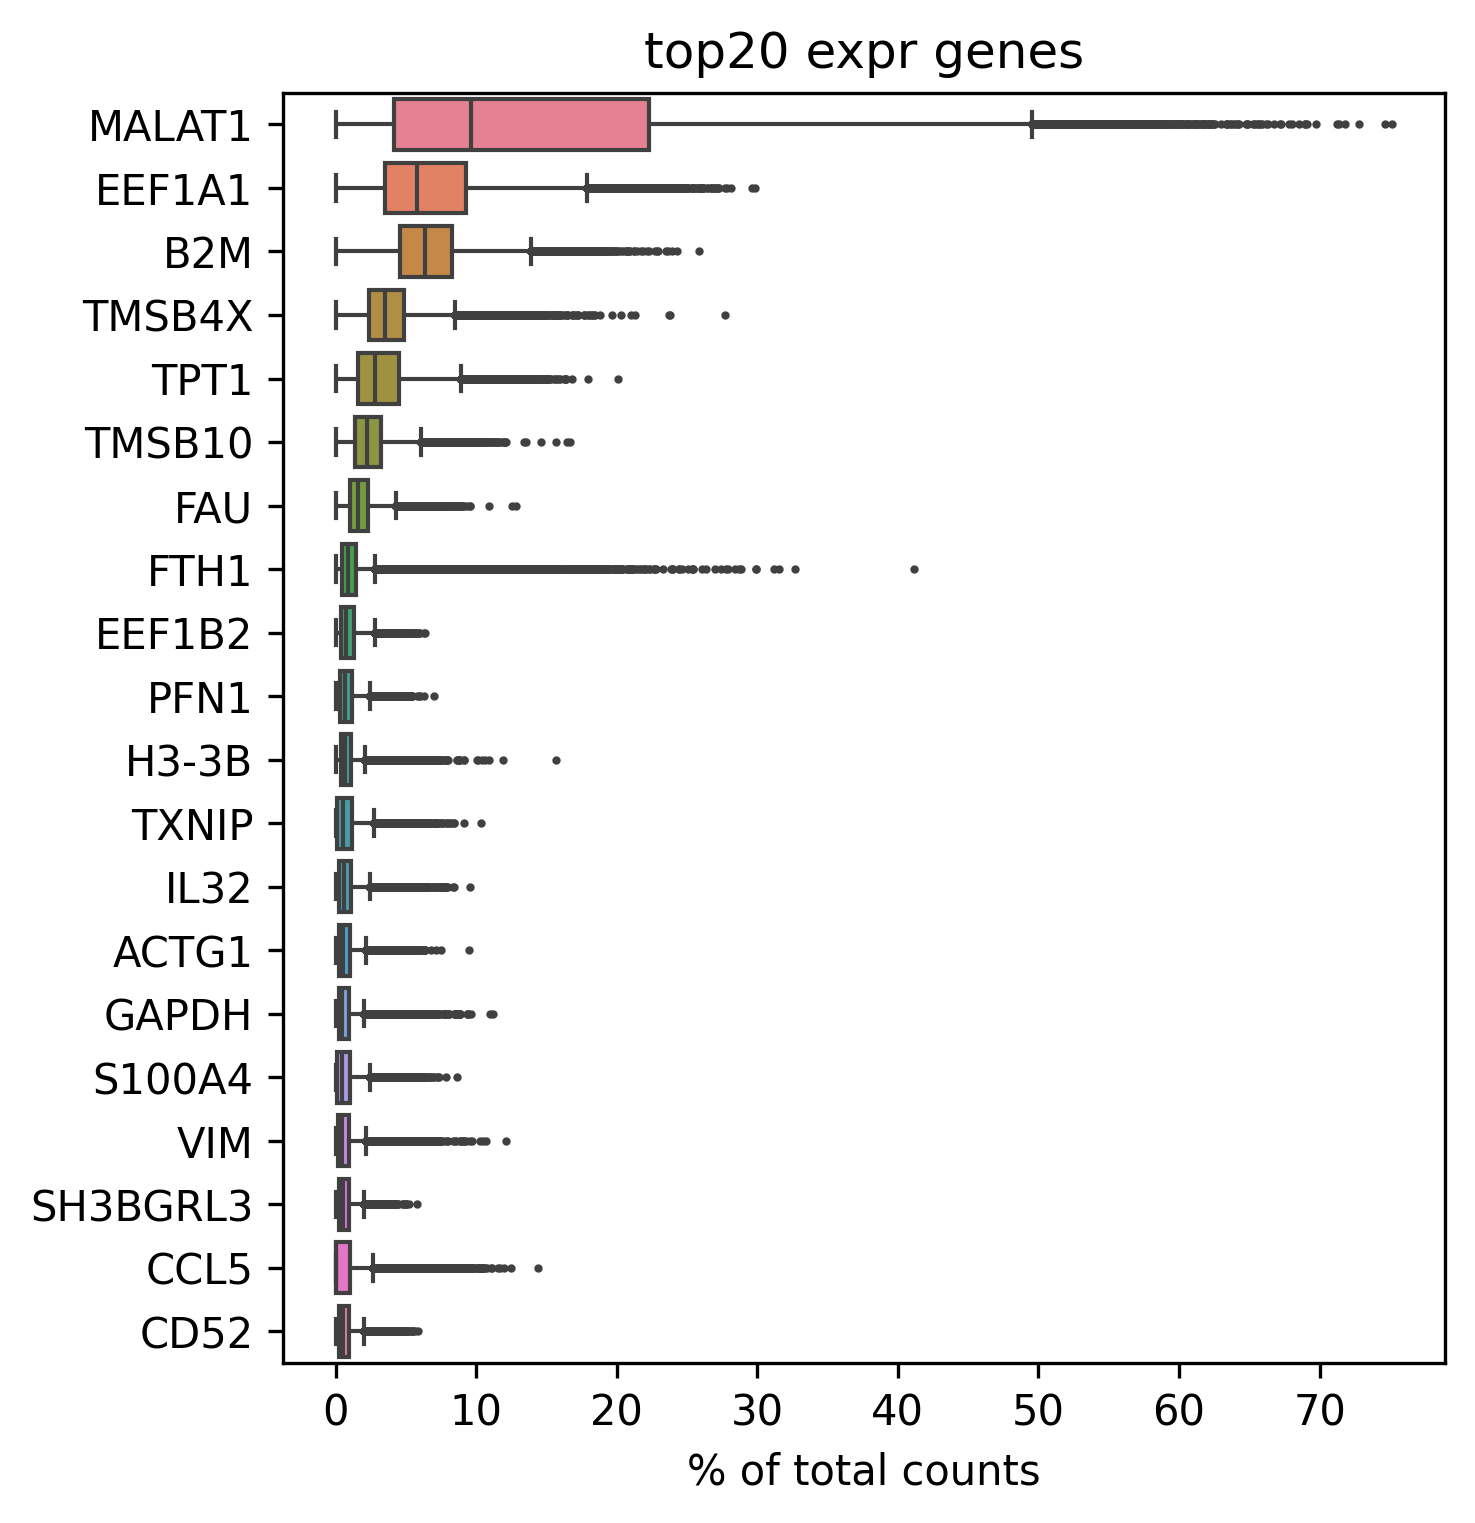 top20 expr genes
MALAT1
EEF1A1
B2M
TMSB4X
TPT1
TMSB10
FAU
FTH1
EEF1B2
PFN1
H3-3B
TXNIP
IL32
ACTG1
GAPDH
S100A4
VIM
SH3BGRL3
CCL5
CD52
0 10 20 30 40 50 60 70
% of total counts